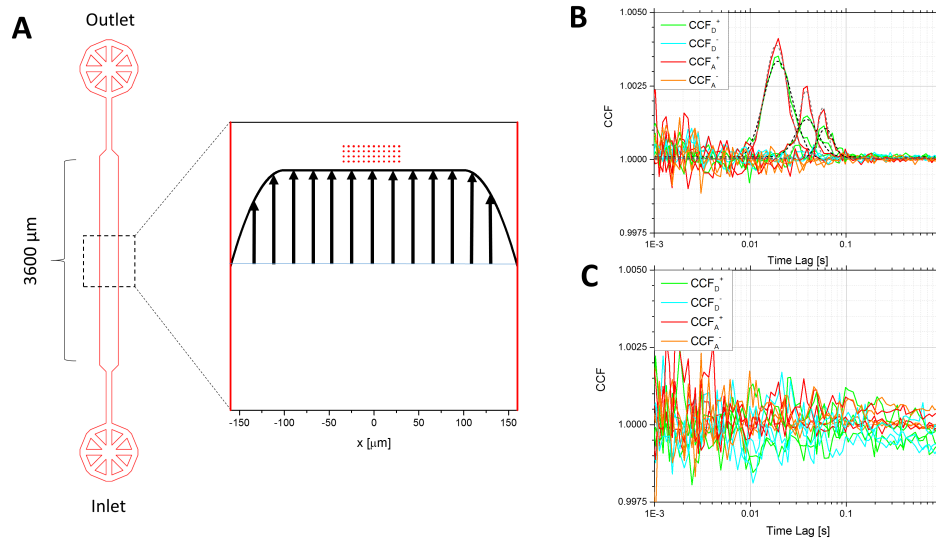 A
Outlet
3600 μm
Inlet
-150 -100 -50 0 50 100 150
x [μm]
B
1.0050
1.0025
1.0000
0.9975
CCF
CCF_D^+
CCF_D^-
CCF_A^+
CCF_A^-
1E-3 0.01 0.1
Time Lag [s]
C
1.0050
1.0025
1.0000
0.9975
CCF
CCF_D^+
CCF_D^-
CCF_A^+
CCF_A^-
1E-3 0.01 0.1
Time Lag [s]